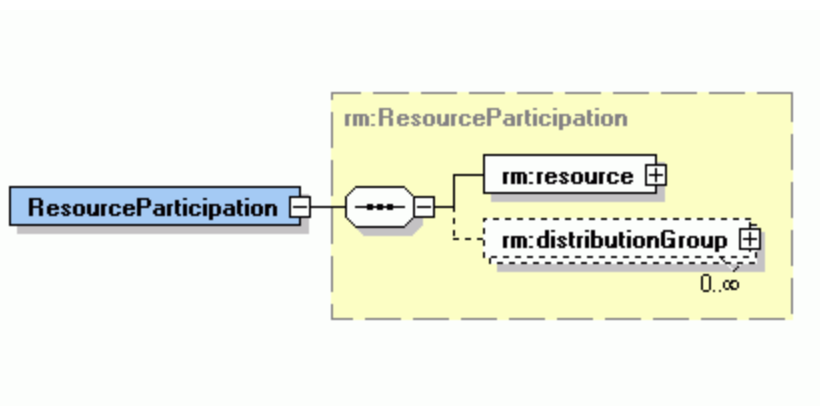 rm:ResourceParticipation
rm:resource
ResourceParticipation
rm:distributionGroup
0..∞